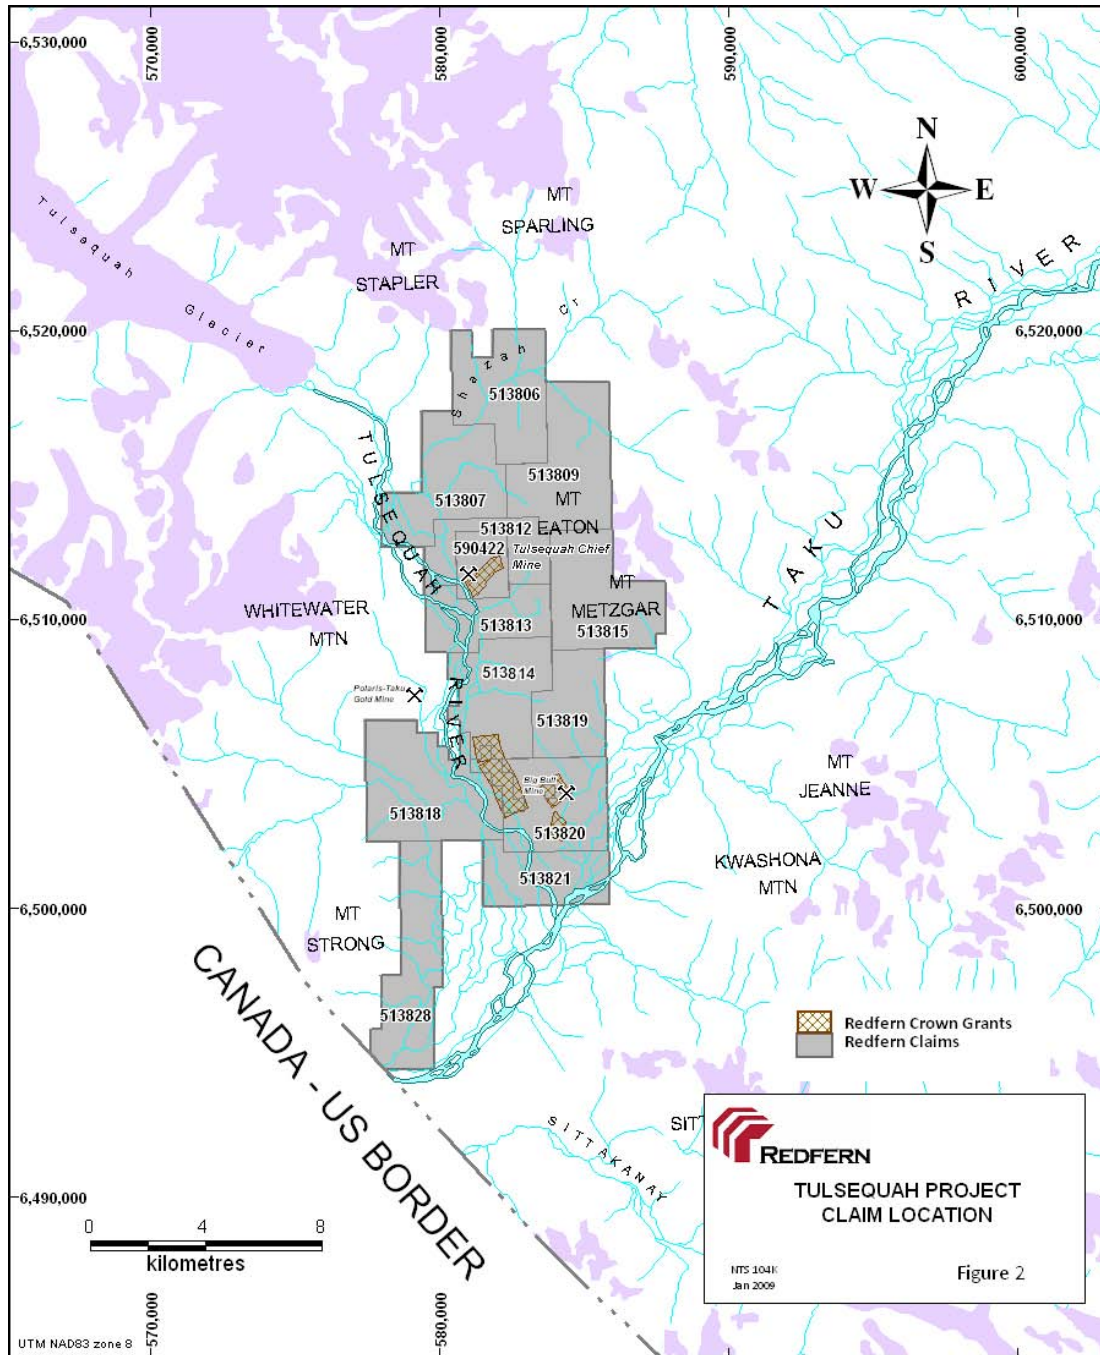 6,530,000
570,000
580,000
590,000
600,000
N
W E
S
MT
SPARLING
MT
STAPLER
Tulsequah
Glacier
RIVER
6,520,000
6,520,000
Shazah
Cr
513806
513809
513807
MT
EATON
513812
590422
Tulsequah Chief
Mine
TULSEQUAH
RIVER
TAKU
MT
METZGAR
WHITEWATER
MTN
6,510,000
6,510,000
513813
513815
513814
Polaris-Taku
Gold Mine
513819
MT
JEANNE
Big Bull
Mine
513818
513820
KWASHONA
MTN
513821
6,500,000
6,500,000
MT
STRONG
CANADA - US BORDER
513828
Redfern Crown Grants
Redfern Claims
SITTAKANAY
SITT
REDFERN
TULSEQUAH PROJECT
CLAIM LOCATION
NTS 104K
Jan 2009
Figure 2
6,490,000
0 4 8
kilometres
570,000
580,000
UTM NAD83 zone 8